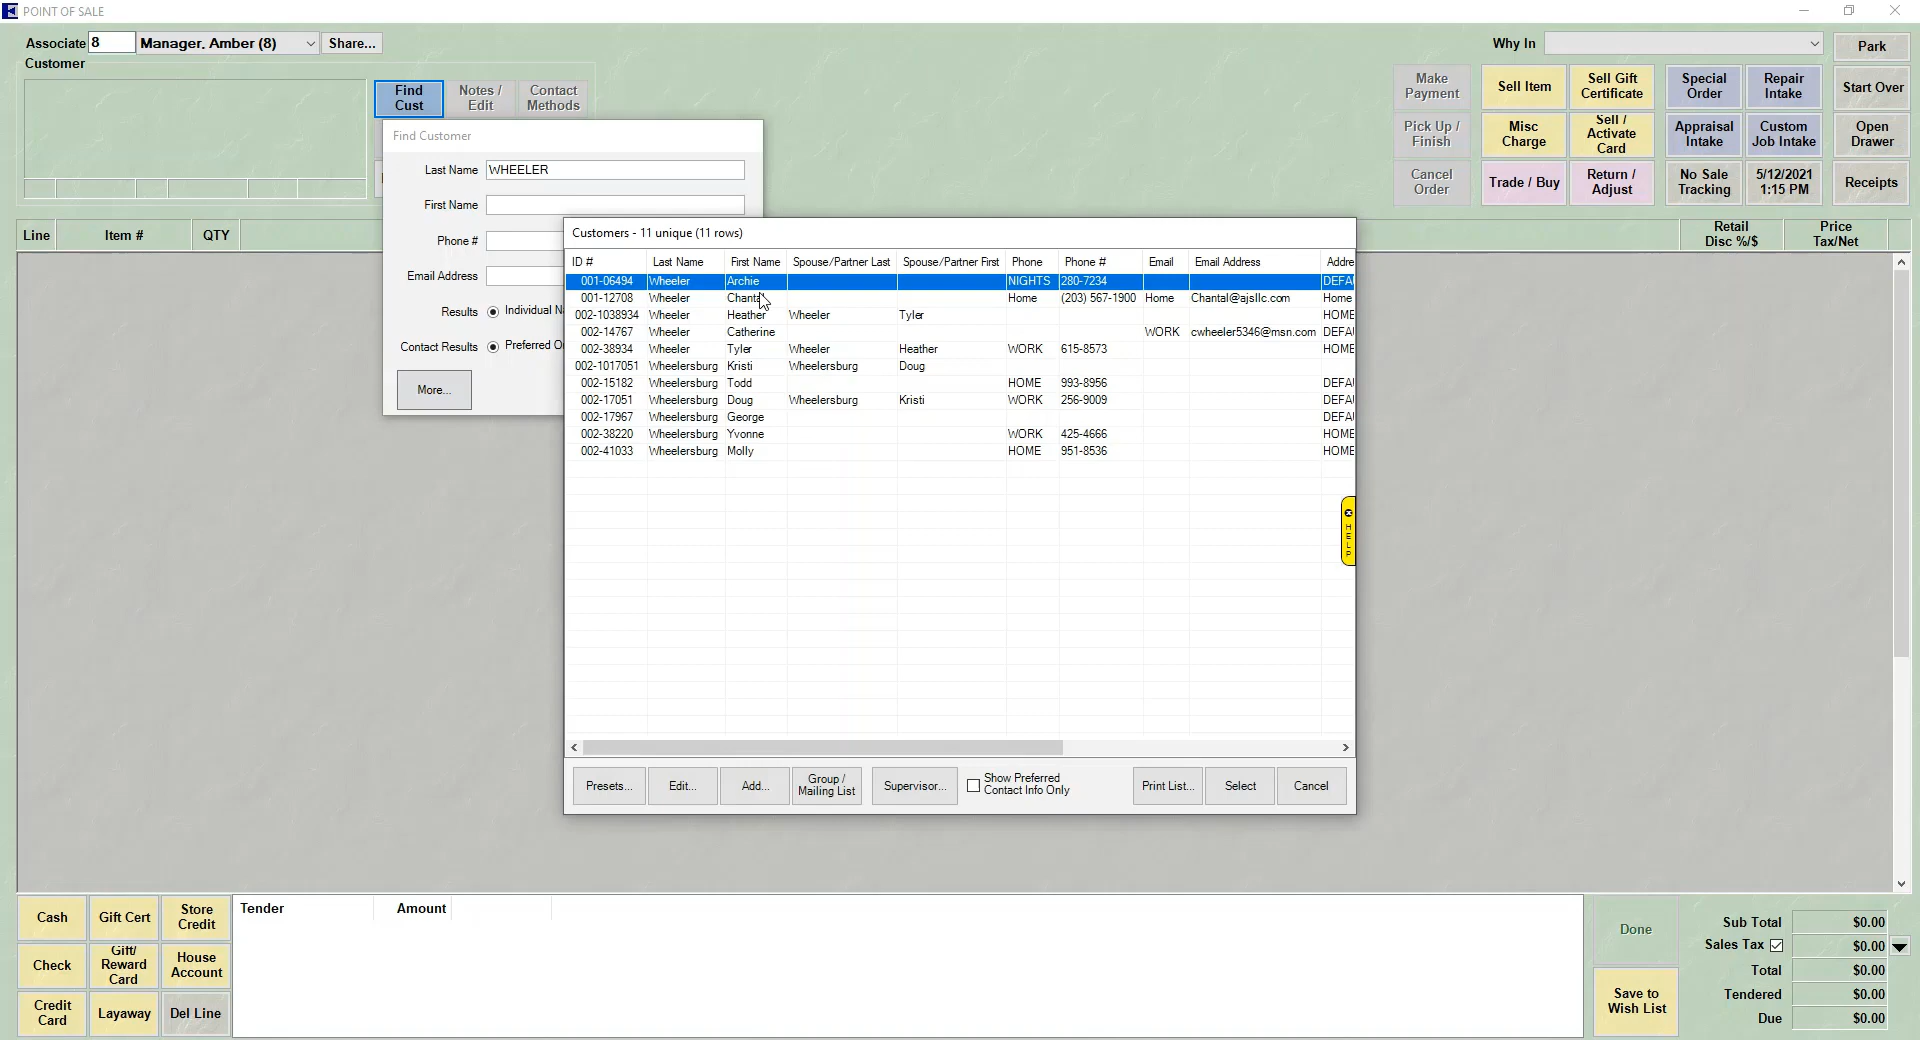 POINT OF SALE
Associate 8 Manager, Amber (8) Share...
Why In
Park
Customer
Find Cust
Notes / Edit
Contact Methods
Make Payment
Sell Item
Sell Gift Certificate
Special Order
Repair Intake
Start Over
Pick Up / Finish
Misc Charge
Sell / Activate Card
Appraisal Intake
Custom Job Intake
Open Drawer
Cancel Order
Trade / Buy
Return / Adjust
No Sale Tracking
5/12/2021 1:15 PM
Receipts
Find Customer
Last Name WHEELER
First Name
Phone #
Email Address
Results Individual
Contact Results Preferred
More...
Line Item # QTY
Retail Disc %/$
Price Tax/Net
Customers - 11 unique (11 rows)
ID # Last Name First Name Spouse/Partner Last Spouse/Partner First Phone Phone # Email Email Address Addre
001-06494 Wheeler Archie NIGHTS 280-7234 DEFA
001-12708 Wheeler Chantal Home (203) 567-1900 Home Chantal@ajsllc.com Home
002-1038934 Wheeler Heather Wheeler Tyler HOME
002-14767 Wheeler Catherine WORK cwheeler5346@msn.com DEFA
002-38934 Wheeler Tyler Wheeler Heather WORK 615-8573 HOME
002-1017051 Wheelersburg Kristi Wheelersburg Doug
002-15182 Wheelersburg Todd HOME 993-8956 DEFA
002-17051 Wheelersburg Doug Wheelersburg Kristi WORK 256-9009 DEFA
002-17967 Wheelersburg George DEFA
002-38220 Wheelersburg Yvonne WORK 425-4666 HOME
002-41033 Wheelersburg Molly HOME 951-8536 HOME
HELP
Presets...
Edit...
Add...
Group / Mailing List
Supervisor...
Show Preferred Contact Info Only
Print List...
Select
Cancel
Cash
Gift Cert
Store Credit
Check
Gift/ Reward Card
House Account
Credit Card
Layaway
Del Line
Tender Amount
Done
Save to Wish List
Sub Total $0.00
Sales Tax $0.00
Total $0.00
Tendered $0.00
Due $0.00